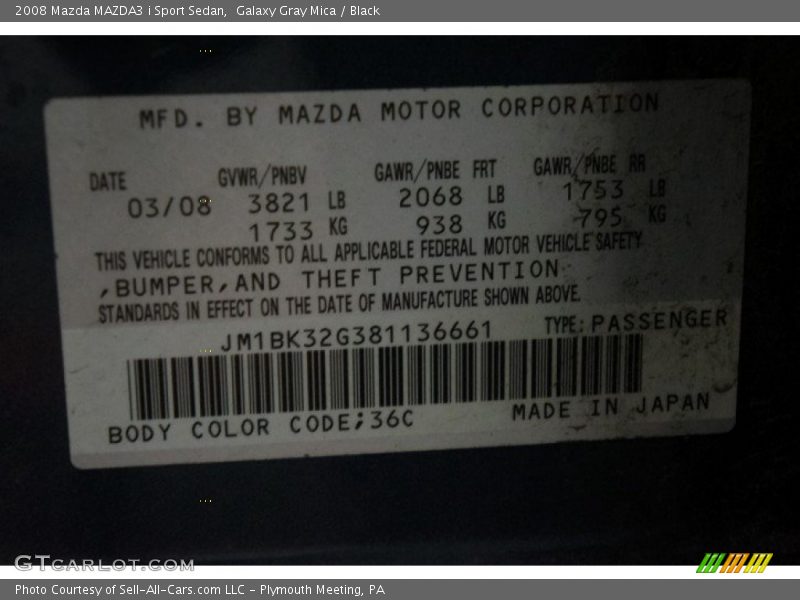 2008 Mazda MAZDA3 i Sport Sedan, Galaxy Gray Mica / Black
MFD. BY MAZDA MOTOR CORPORATION
DATE GVWR/PNBV GAWR/PNBE FRT GAWR/PNBE RR
03/08 3821 LB 2068 LB 1753 LB
1733 KG 938 KG 795 KG
THIS VEHICLE CONFORMS TO ALL APPLICABLE FEDERAL MOTOR VEHICLE SAFETY
,BUMPER,AND THEFT PREVENTION
STANDARDS IN EFFECT ON THE DATE OF MANUFACTURE SHOWN ABOVE.
JM1BK32G381136661 TYPE: PASSENGER
BODY COLOR CODE;36C MADE IN JAPAN
GTCARLOT.COM
Photo Courtesy of Sell-All-Cars.com LLC - Plymouth Meeting, PA